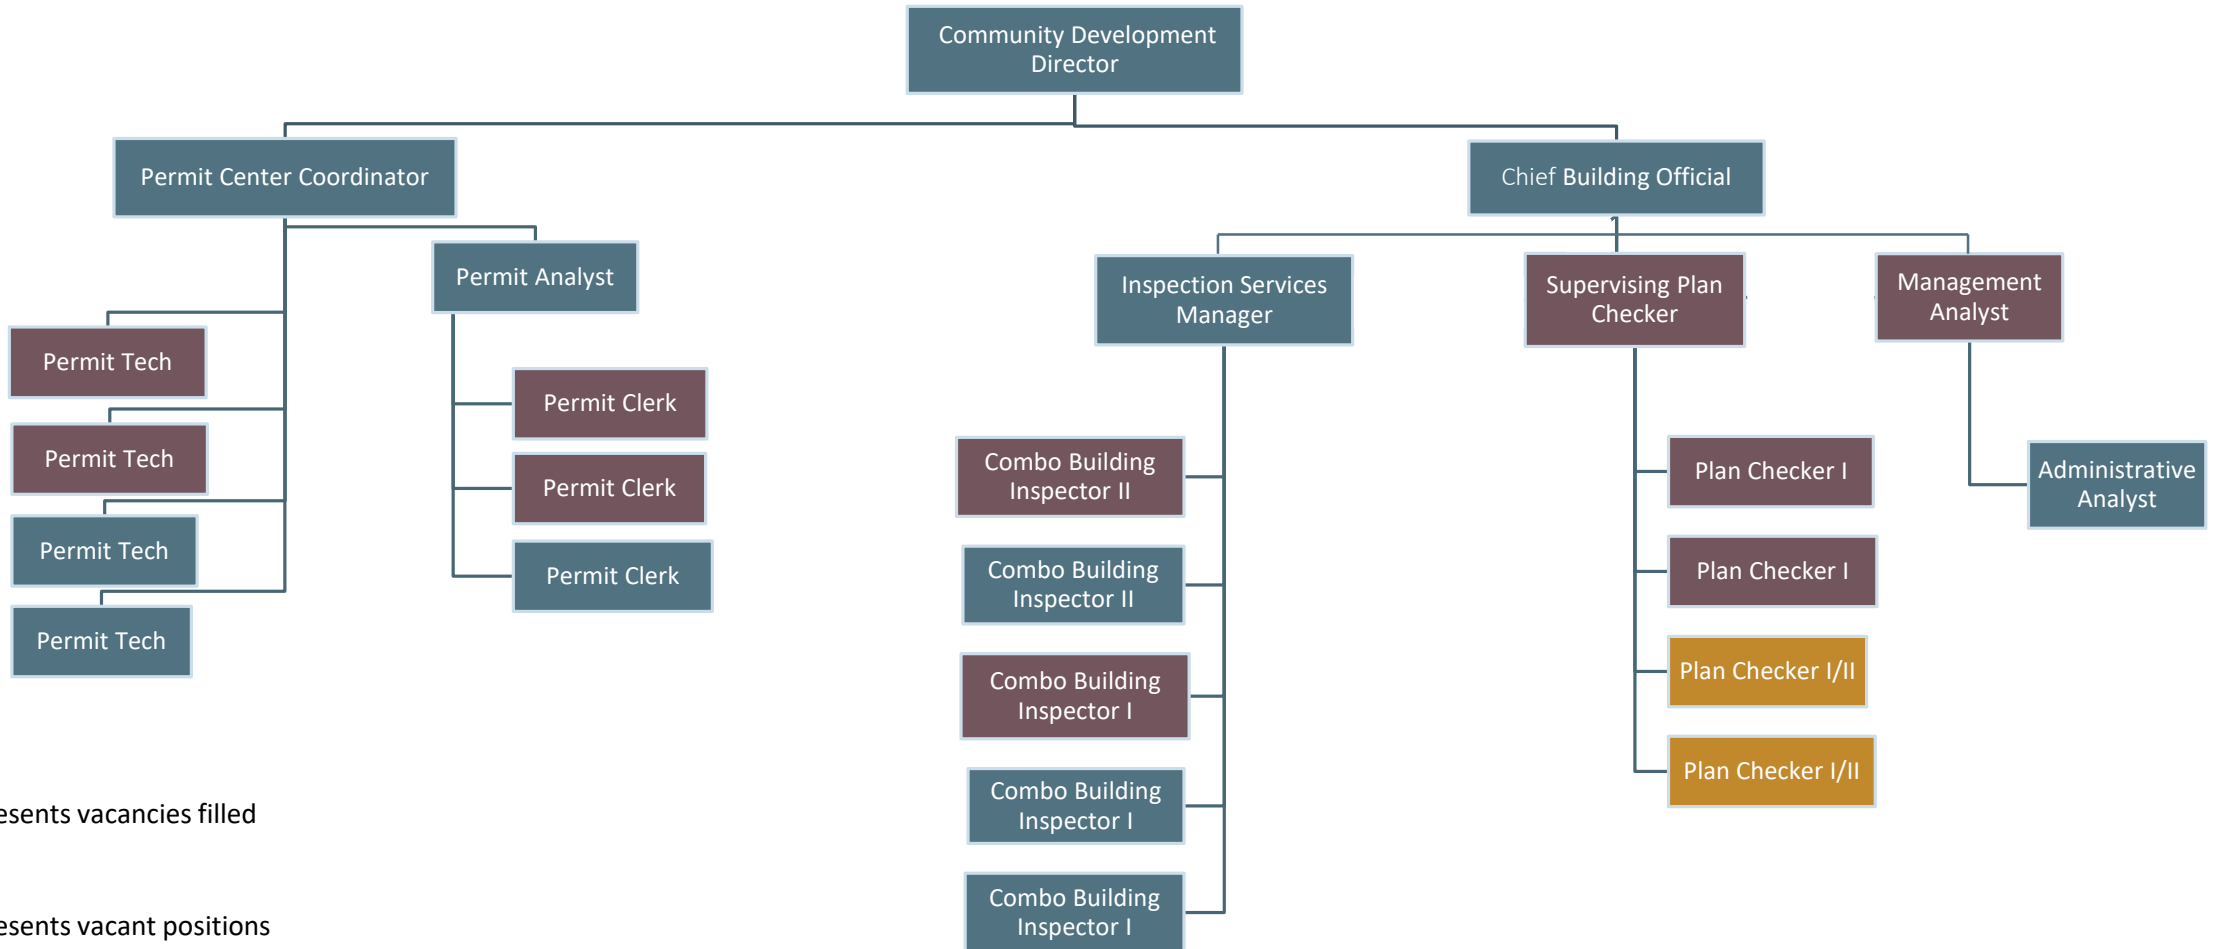 Community Development
Director
Permit Center Coordinator
Chief Building Official
Permit Analyst
Inspection Services
Manager
Supervising Plan
Checker
Management
Analyst
Permit Tech
Permit Tech
Permit Tech
Permit Tech
Permit Clerk
Permit Clerk
Permit Clerk
Combo Building
Inspector II
Combo Building
Inspector II
Combo Building
Inspector I
Combo Building
Inspector I
Combo Building
Inspector I
Plan Checker I
Plan Checker I
Plan Checker I/II
Plan Checker I/II
Administrative
Analyst
esents vacancies filled
esents vacant positions